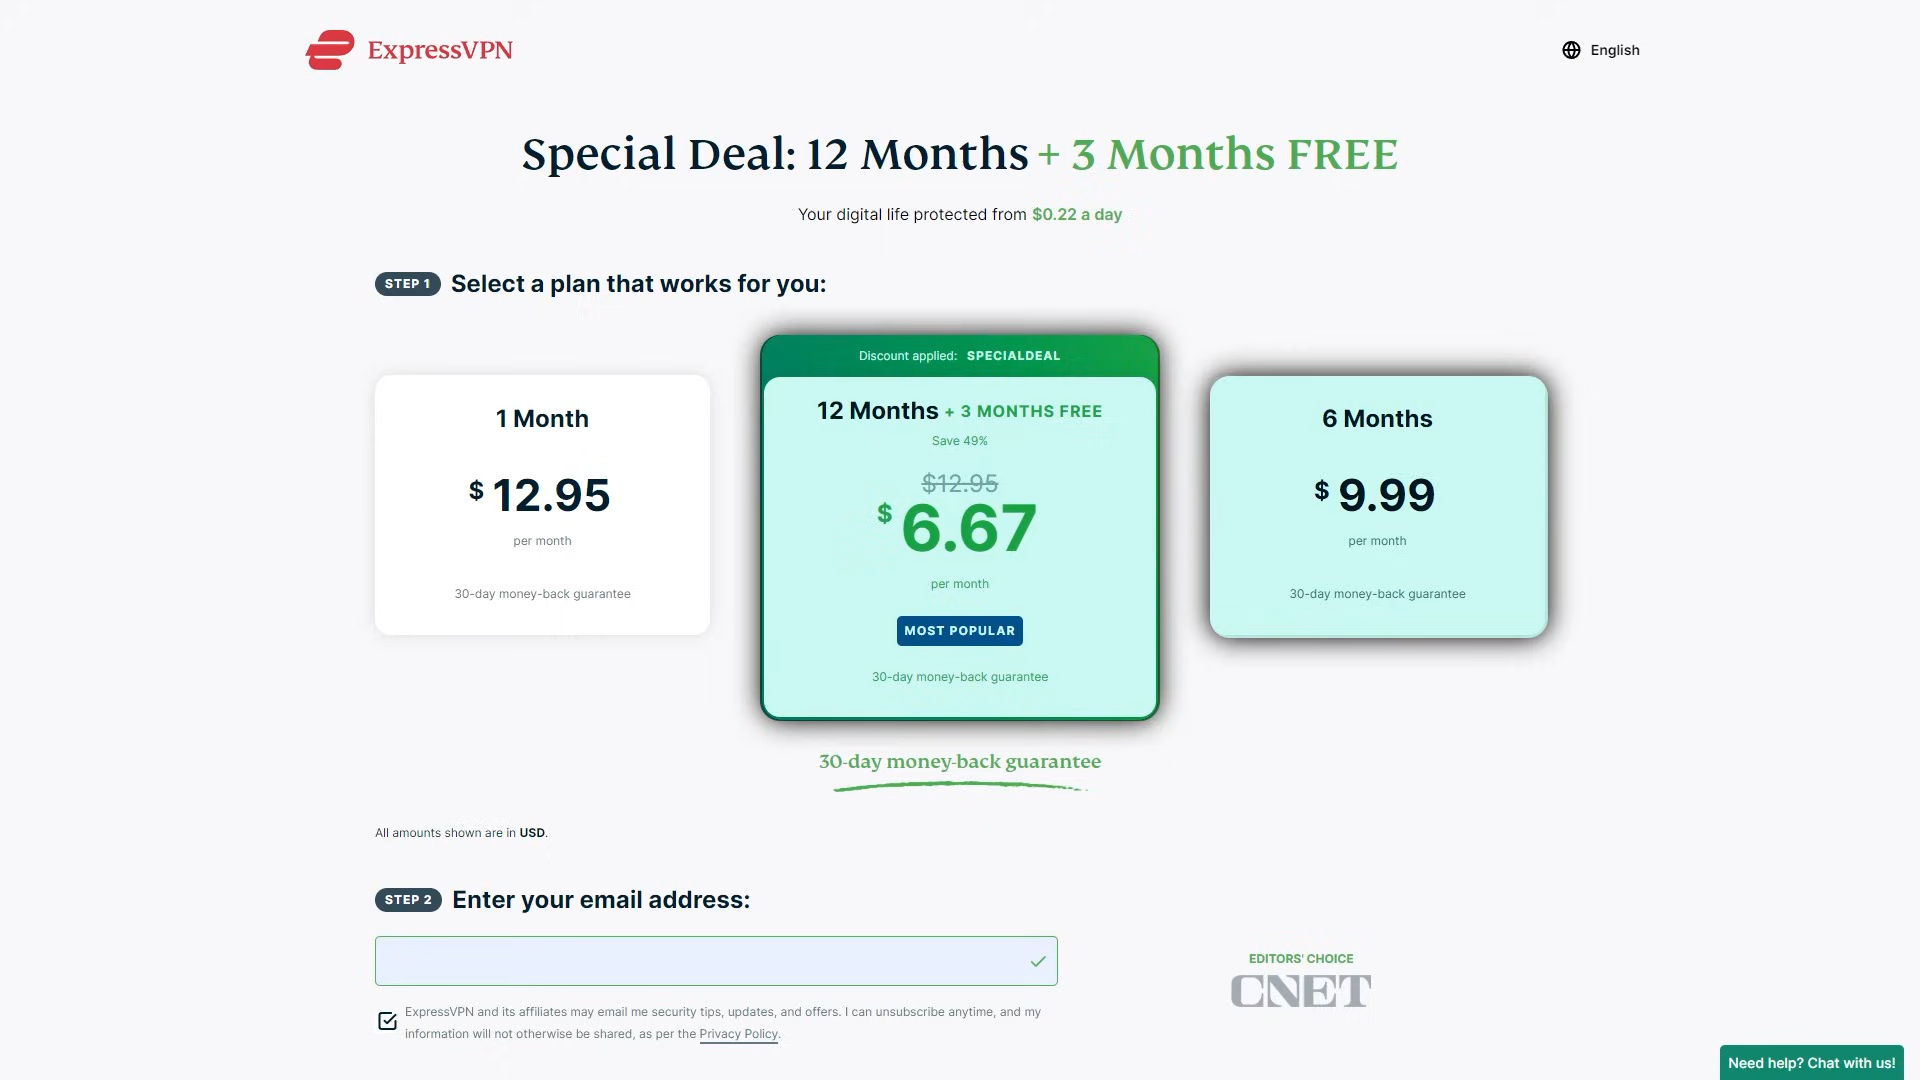 ExpressVPN
English
Special Deal: 12 Months + 3 Months FREE
Your digital life protected from $0.22 a day
STEP 1 Select a plan that works for you:
1 Month
$ 12.95
per month
30-day money-back guarantee
Discount applied: SPECIALDEAL
12 Months + 3 MONTHS FREE
Save 49%
$12.95
$ 6.67
per month
MOST POPULAR
30-day money-back guarantee
6 Months
$ 9.99
per month
30-day money-back guarantee
30-day money-back guarantee
All amounts shown are in USD.
STEP 2 Enter your email address:
ExpressVPN and its affiliates may email me security tips, updates, and offers. I can unsubscribe anytime, and my
information will not otherwise be shared, as per the Privacy Policy.
EDITORS' CHOICE
CNET
Need help? Chat with us!